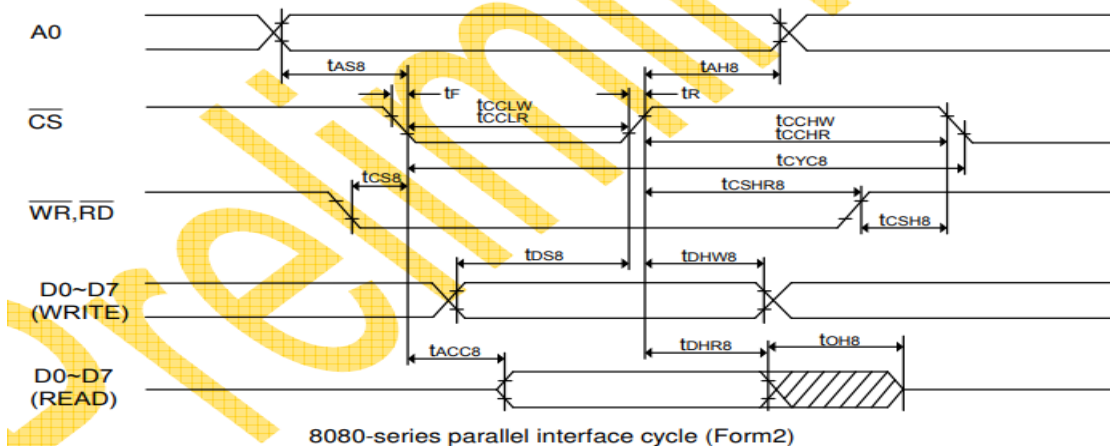 A0
tAS8
tAH8
tF
tR
CS
tCCLW
tCCLR
tCCHW
tCCHR
tCYC8
tCS8
tCSHR8
WR,RD
tCSH8
tDS8
tDHW8
D0~D7
(WRITE)
tACC8
tDHR8
tOH8
D0~D7
(READ)
8080-series parallel interface cycle (Form2)
Prelimi